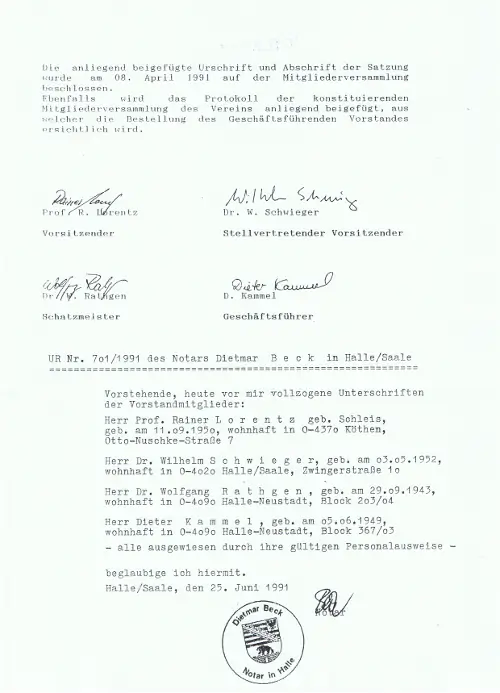 Die anliegend beigefügte Urschrift und Abschrift der Satzung
wurde am 08. April 1991 auf der Mitgliederversammlung
beschlossen.
Ebenfalls wird das Protokoll der konstituierenden
Mitgliederversammlung des Vereins anliegend beigefügt, aus
welcher die Bestellung des Geschäftsführenden Vorstandes
ersichtlich wird.
Prof. R. Lorentz
Wilhelm Schwieger
Dr. W. Schwieger
Vorsitzender
Stellvertretender Vorsitzender
Dr. W. Rathgen
Dieter Kammel
D. Kammel
Schatzmeister
Geschäftsführer
UR Nr. 7o1/1991 des Notars Dietmar B e c k in Halle/Saale
Vorstehende, heute vor mir vollzogene Unterschriften
der Vorstandmitglieder:
Herr Prof. Rainer L o r e n t z geb. Sohleis,
geb. am 11.o9.195o, wohnhaft in O-437o Köthen,
Otto-Nuschke-Straße 7
Herr Dr. Wilhelm S c h w i e g e r, geb. am o3.o5.1952,
wohnhaft in O-4o2o Halle/Saale, Zwingerstraße 1o
Herr Dr. Wolfgang R a t h g e n , geb. am 29.o9.1943,
wohnhaft in O-4o9o Halle-Neustadt, Block 2o3/o4
Herr Dieter K a m m e l , geb. am o5.o6.1949,
wohnhaft in O-4o9o Halle-Neustadt, Block 367/o3
- alle ausgewiesen durch ihre gültigen Personalausweise -
beglaubige ich hiermit.
Halle/Saale, den 25. Juni 1991
Notar
Dietmar Beck
Notar in Halle